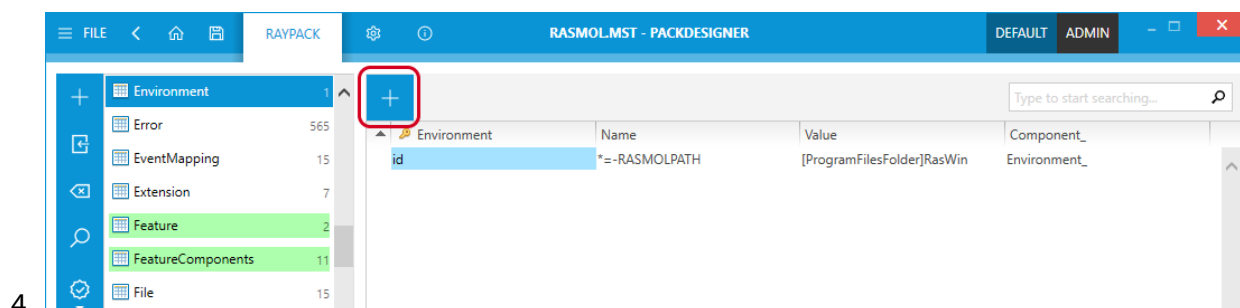 FILE RAYPACK RASMOL.MST - PACKDESIGNER DEFAULT ADMIN
Type to start searching...
Environment 1
Error 565
EventMapping 15
Extension 7
Feature 2
FeatureComponents 11
File 15
Environment Name Value Component_
id *=-RASMOLPATH [ProgramFilesFolder]RasWin Environment_
4